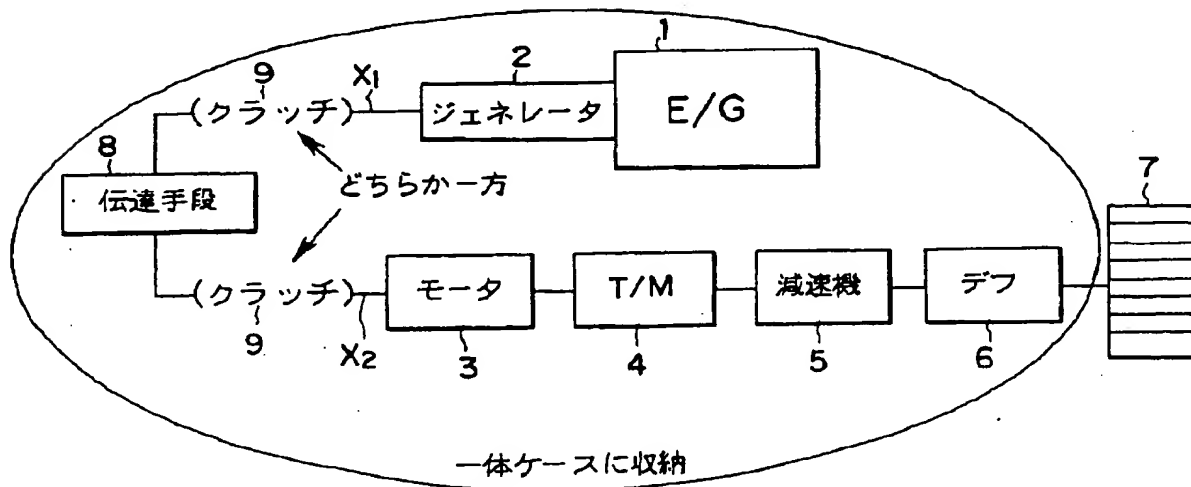 1
2
9
X1
(クラッチ)
ジェネレータ
E/G
8
伝達手段
どちらか一方
7
(クラッチ)
モータ
T/M
減速機
デフ
9
X2
3
4
5
6
一体ケースに収納